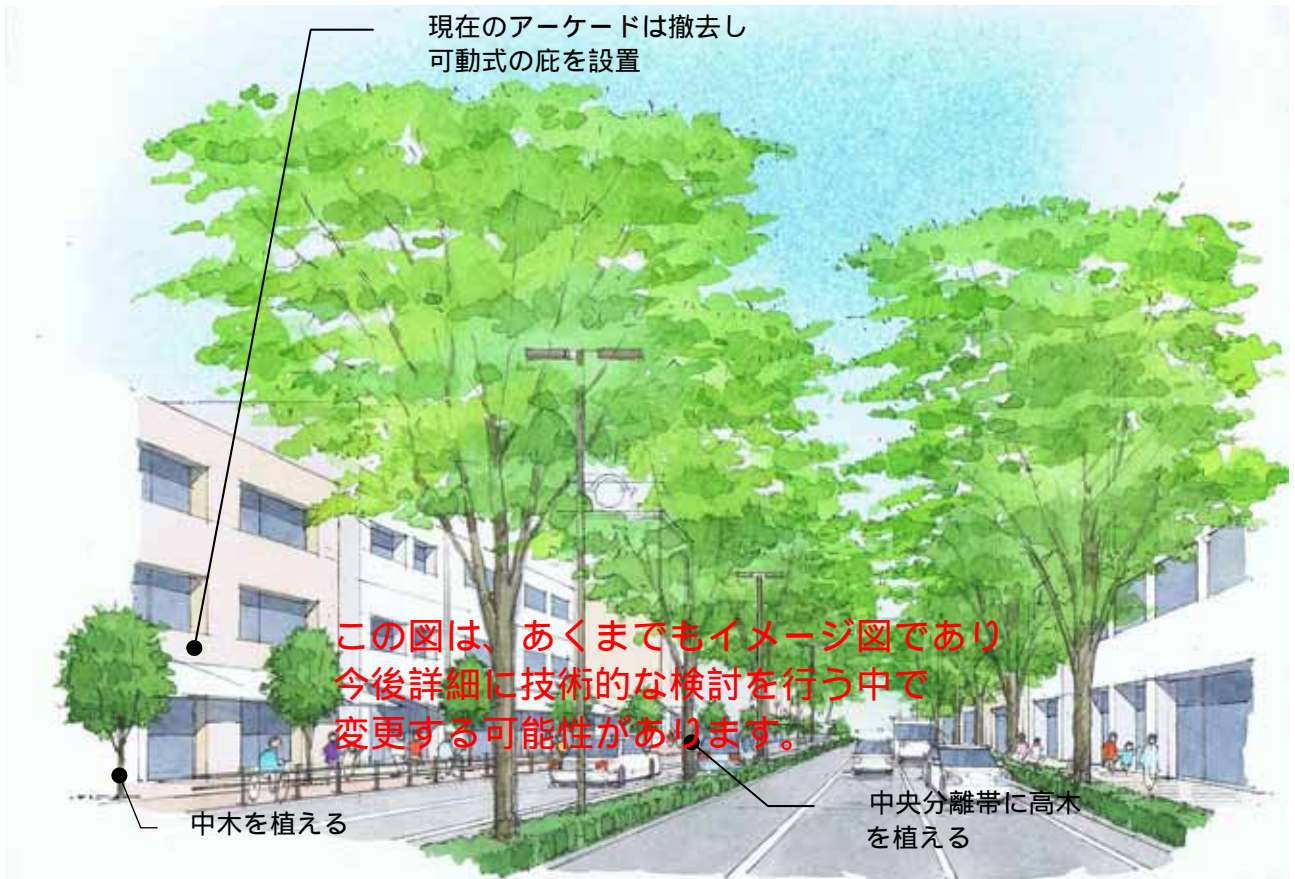 現在のアーケードは撤去し
可動式の庇を設置
この図は、あくまでもイメージ図であり
今後詳細に技術的な検討を行う中で
変更する可能性があります。
中木を植える
中央分離帯に高木
を植える